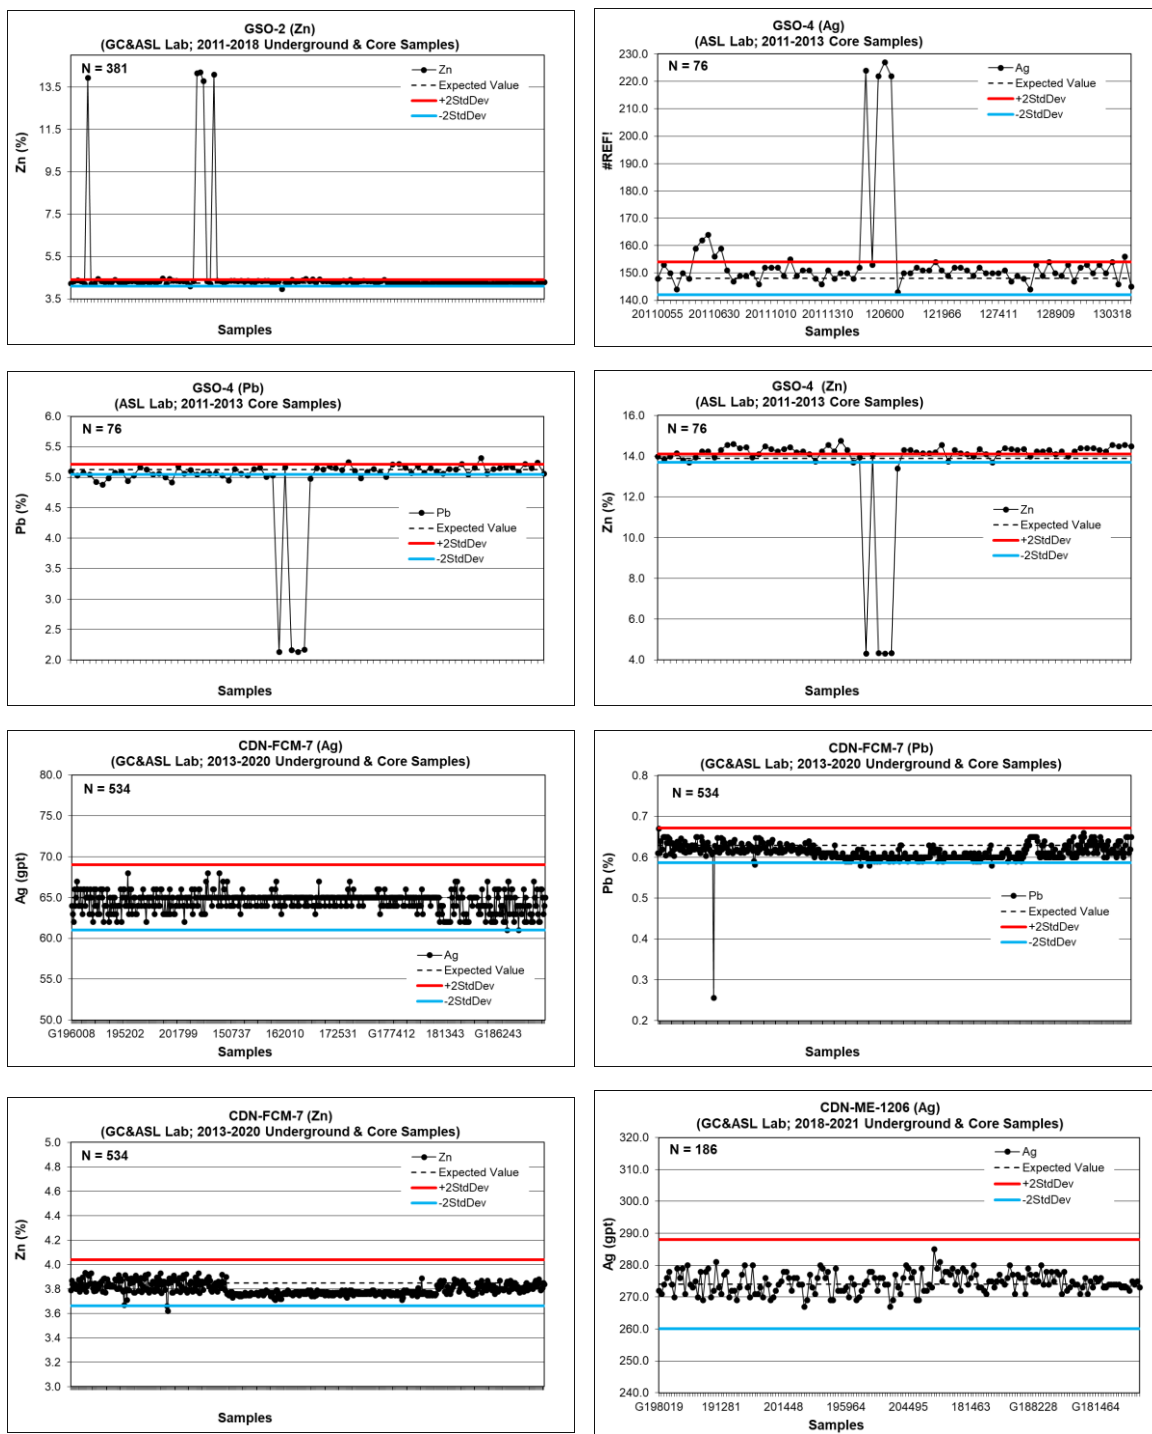 GSO-2 (Zn)
(GC&ASL Lab; 2011-2018 Underground & Core Samples)
N = 381
Zn
Expected Value
+2StdDev
-2StdDev
Zn (%)
13.5
11.5
9.5
7.5
5.5
3.5
Samples
GSO-4 (Ag)
(ASL Lab; 2011-2013 Core Samples)
N = 76
Ag
Expected Value
+2StdDev
-2StdDev
#REF!
230.0
220.0
210.0
200.0
190.0
180.0
170.0
160.0
150.0
140.0
20110055 20110630 20111010 20111310 120600 121966 127411 128909 130318
Samples
GSO-4 (Pb)
(ASL Lab; 2011-2013 Core Samples)
N = 76
Pb (%)
6.0
5.5
5.0
4.5
4.0
3.5
3.0
2.5
2.0
Pb
Expected Value
+2StdDev
-2StdDev
Samples
GSO-4 (Zn)
(ASL Lab; 2011-2013 Core Samples)
N = 76
Zn (%)
16.0
14.0
12.0
10.0
8.0
6.0
4.0
Zn
Expected Value
+2StdDev
-2StdDev
Samples
CDN-FCM-7 (Ag)
(GC&ASL Lab; 2013-2020 Underground & Core Samples)
N = 534
Ag (gpt)
80.0
75.0
70.0
65.0
60.0
55.0
50.0
Ag
Expected Value
+2StdDev
-2StdDev
G196008 195202 201799 150737 162010 172531 G177412 181343 G186243
Samples
CDN-FCM-7 (Pb)
(GC&ASL Lab; 2013-2020 Underground & Core Samples)
N = 534
Pb (%)
0.8
0.7
0.6
0.5
0.4
0.3
0.2
Pb
Expected Value
+2StdDev
-2StdDev
Samples
CDN-FCM-7 (Zn)
(GC&ASL Lab; 2013-2020 Underground & Core Samples)
N = 534
Zn
Expected Value
+2StdDev
-2StdDev
Zn (%)
5.0
4.8
4.6
4.4
4.2
4.0
3.8
3.6
3.4
3.2
3.0
Samples
CDN-ME-1206 (Ag)
(GC&ASL Lab; 2018-2021 Underground & Core Samples)
N = 186
Ag
Expected Value
+2StdDev
-2StdDev
Ag (gpt)
320.0
310.0
300.0
290.0
280.0
270.0
260.0
250.0
240.0
G198019 191281 201448 195964 204495 181463 G188228 G181464
Samples